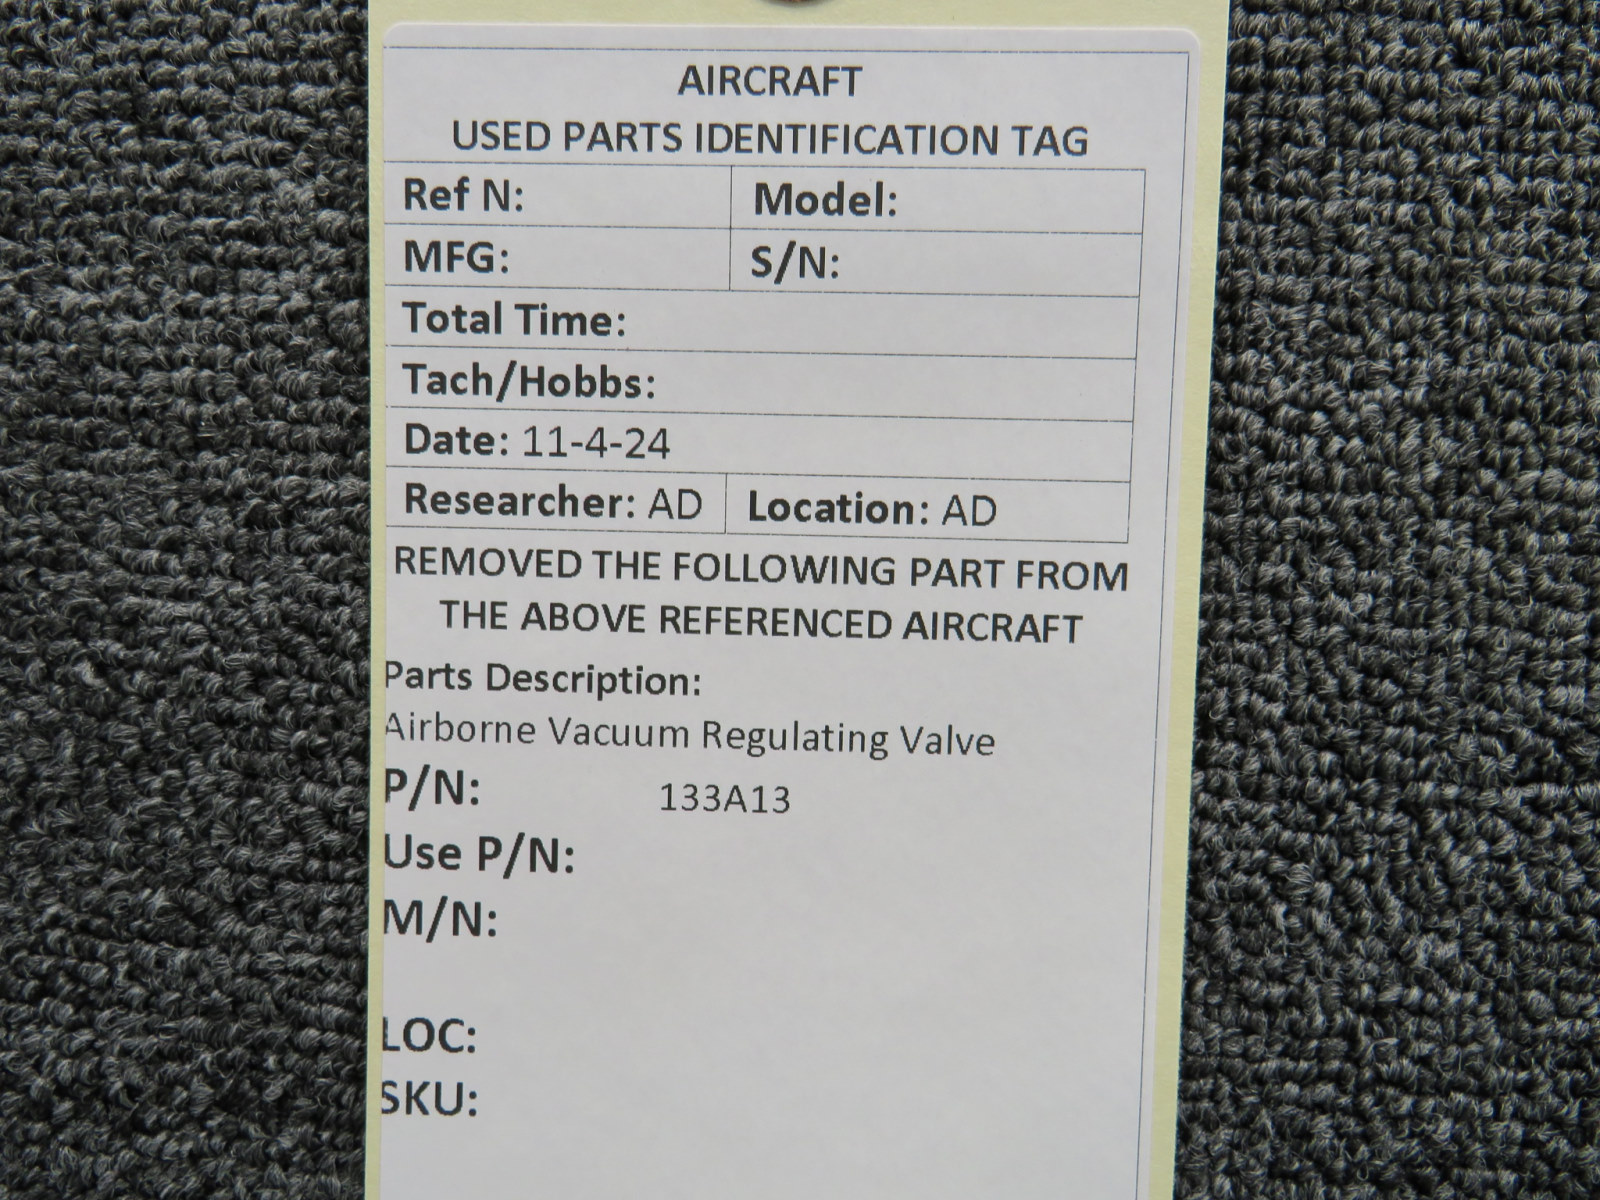 AIRCRAFT
USED PARTS IDENTIFICATION TAG
Ref N: Model:
MFG: S/N:
Total Time:
Tach/Hobbs:
Date: 11-4-24
Researcher: AD Location: AD
REMOVED THE FOLLOWING PART FROM
THE ABOVE REFERENCED AIRCRAFT
Parts Description:
Airborne Vacuum Regulating Valve
P/N: 133A13
Use P/N:
M/N:
LOC:
SKU: